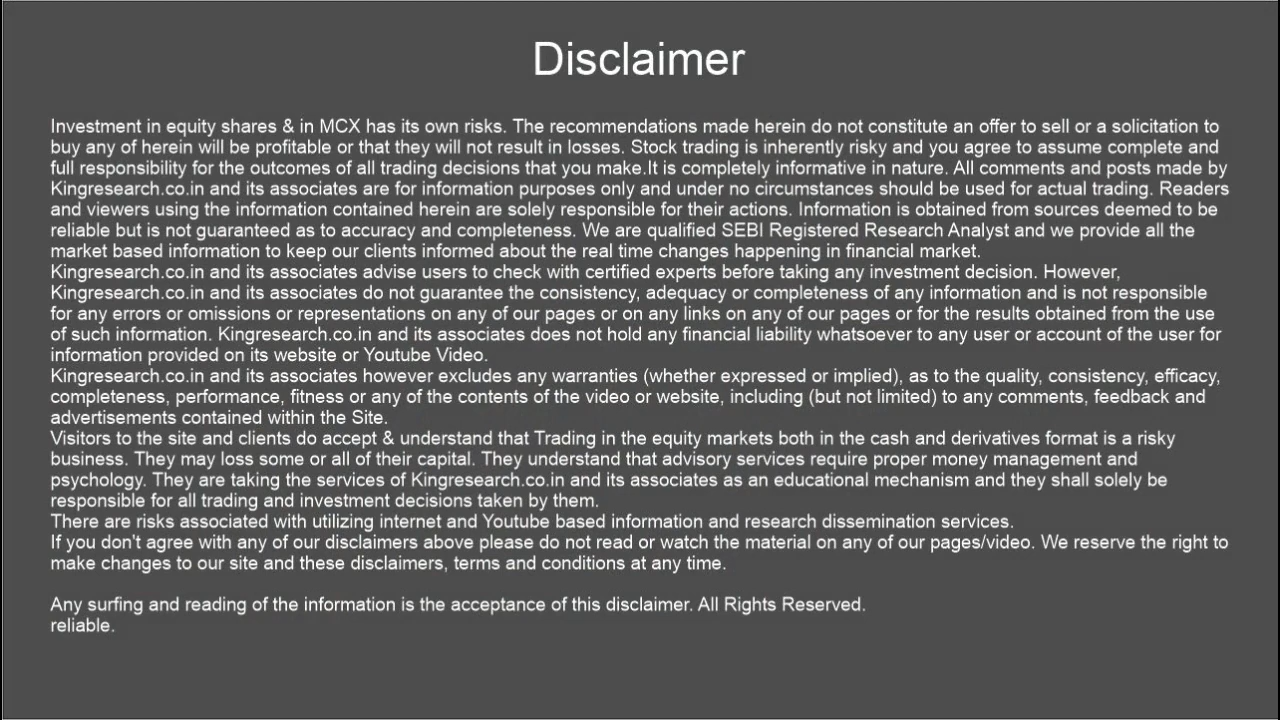 Disclaimer
Investment in equity shares & in MCX has its own risks. The recommendations made herein do not constitute an offer to sell or a solicitation to
buy any of herein will be profitable or that they will not result in losses. Stock trading is inherently risky and you agree to assume complete and
full responsibility for the outcomes of all trading decisions that you make.It is completely informative in nature. All comments and posts made by
Kingresearch.co.in and its associates are for information purposes only and under no circumstances should be used for actual trading. Readers
and viewers using the information contained herein are solely responsible for their actions. Information is obtained from sources deemed to be
reliable but is not guaranteed as to accuracy and completeness. We are qualified SEBI Registered Research Analyst and we provide all the
market based information to keep our clients informed about the real time changes happening in financial market.
Kingresearch.co.in and its associates advise users to check with certified experts before taking any investment decision. However,
Kingresearch.co.in and its associates do not guarantee the consistency, adequacy or completeness of any information and is not responsible
for any errors or omissions or representations on any of our pages or on any links on any of our pages or for the results obtained from the use
of such information. Kingresearch.co.in and its associates does not hold any financial liability whatsoever to any user or account of the user for
information provided on its website or Youtube Video.
Kingresearch.co.in and its associates however excludes any warranties (whether expressed or implied), as to the quality, consistency, efficacy,
completeness, performance, fitness or any of the contents of the video or website, including (but not limited) to any comments, feedback and
advertisements contained within the Site.
Visitors to the site and clients do accept & understand that Trading in the equity markets both in the cash and derivatives format is a risky
business. They may loss some or all of their capital. They understand that advisory services require proper money management and
psychology. They are taking the services of Kingresearch.co.in and its associates as an educational mechanism and they shall solely be
responsible for all trading and investment decisions taken by them.
There are risks associated with utilizing internet and Youtube based information and research dissemination services.
If you don't agree with any of our disclaimers above please do not read or watch the material on any of our pages/video. We reserve the right to
make changes to our site and these disclaimers, terms and conditions at any time.
Any surfing and reading of the information is the acceptance of this disclaimer. All Rights Reserved.
reliable.